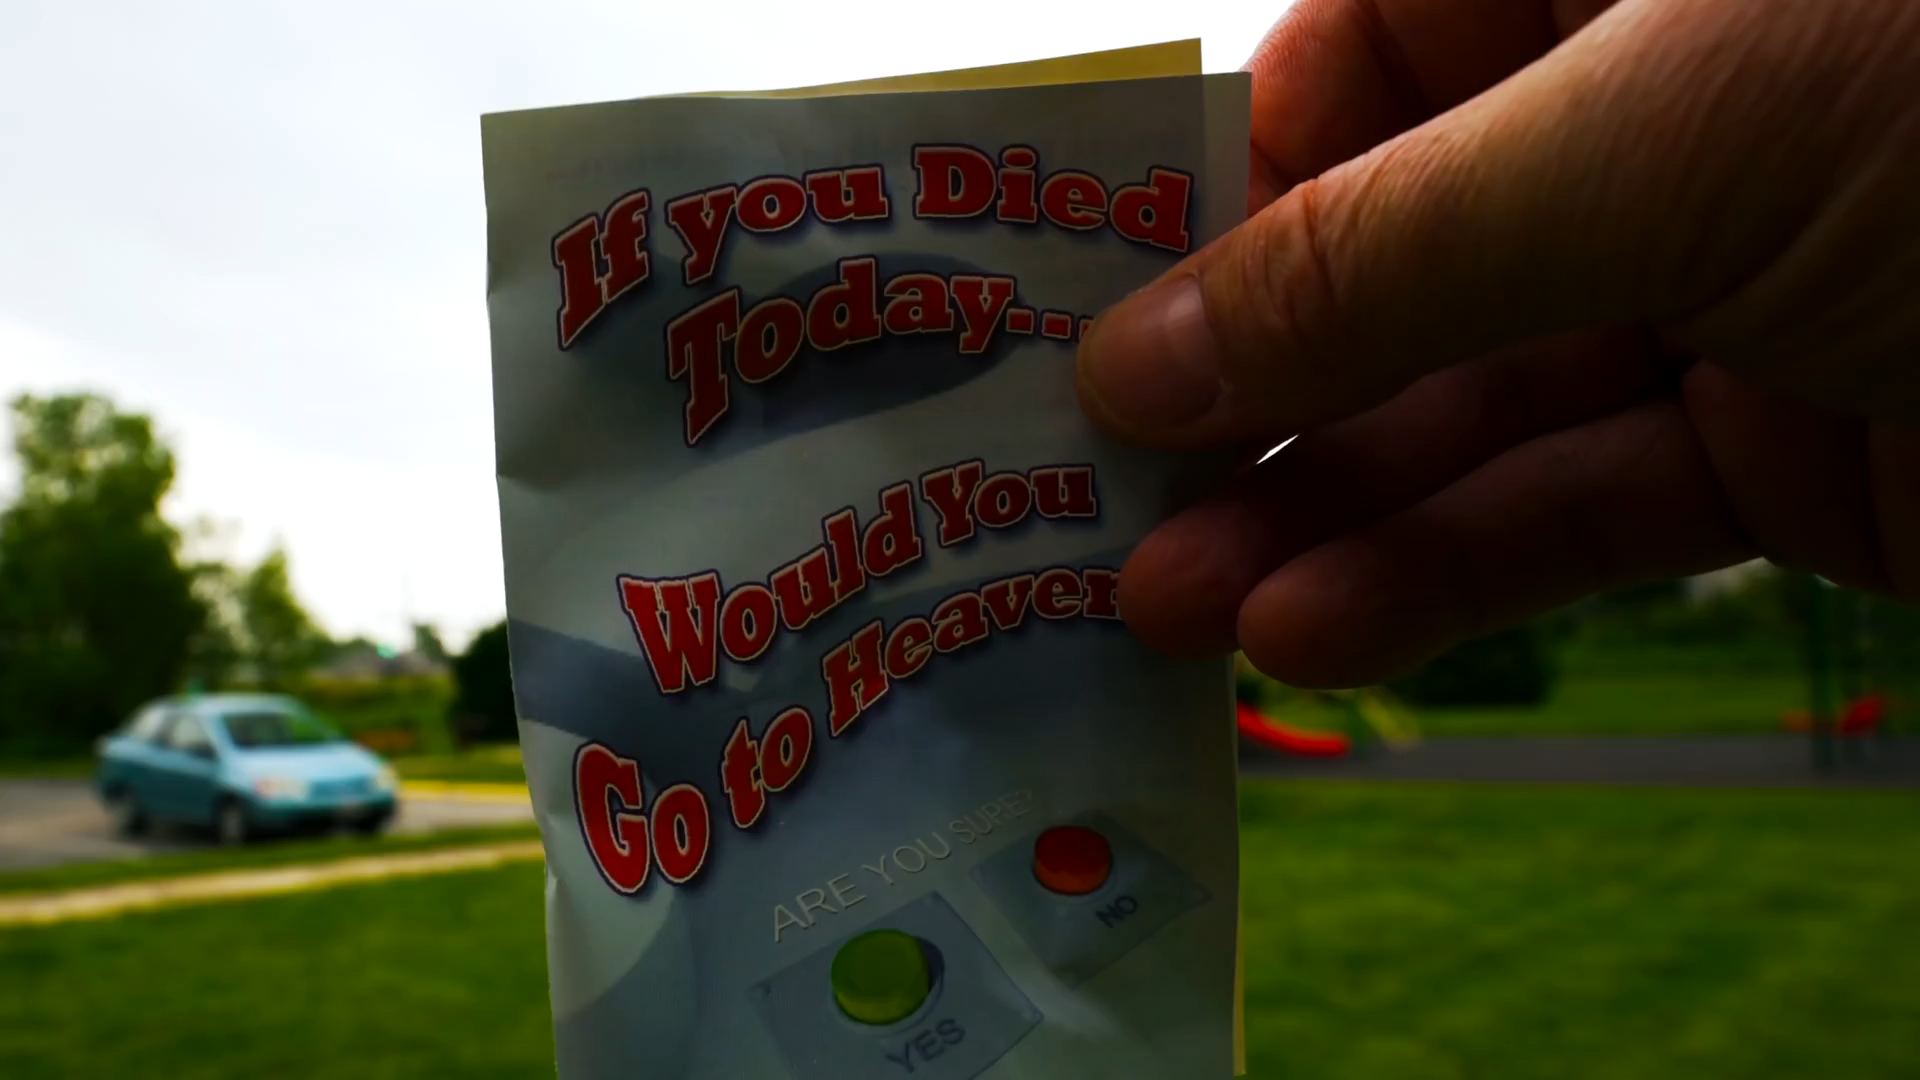 If you Died
Today...
Would You
Go to Heaven
ARE YOU SURE?
NO
YES